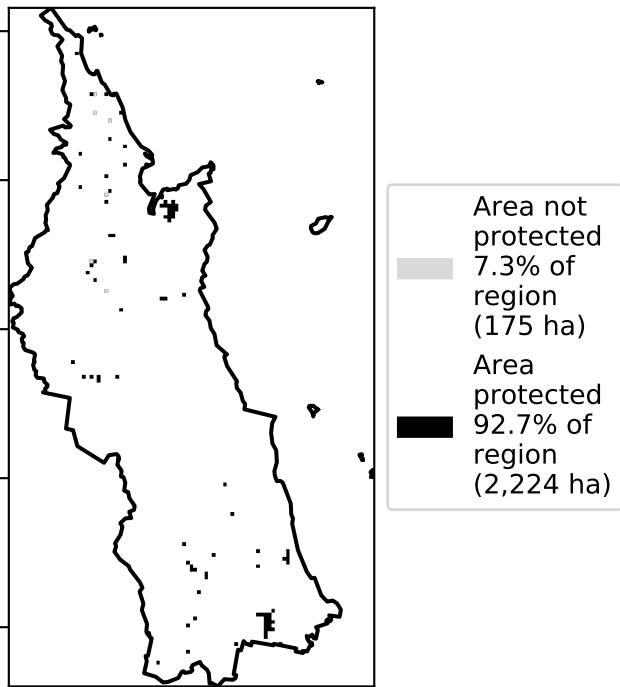 Area not
protected
7.3% of
region
(175 ha)
Area
protected
92.7% of
region
(2,224 ha)